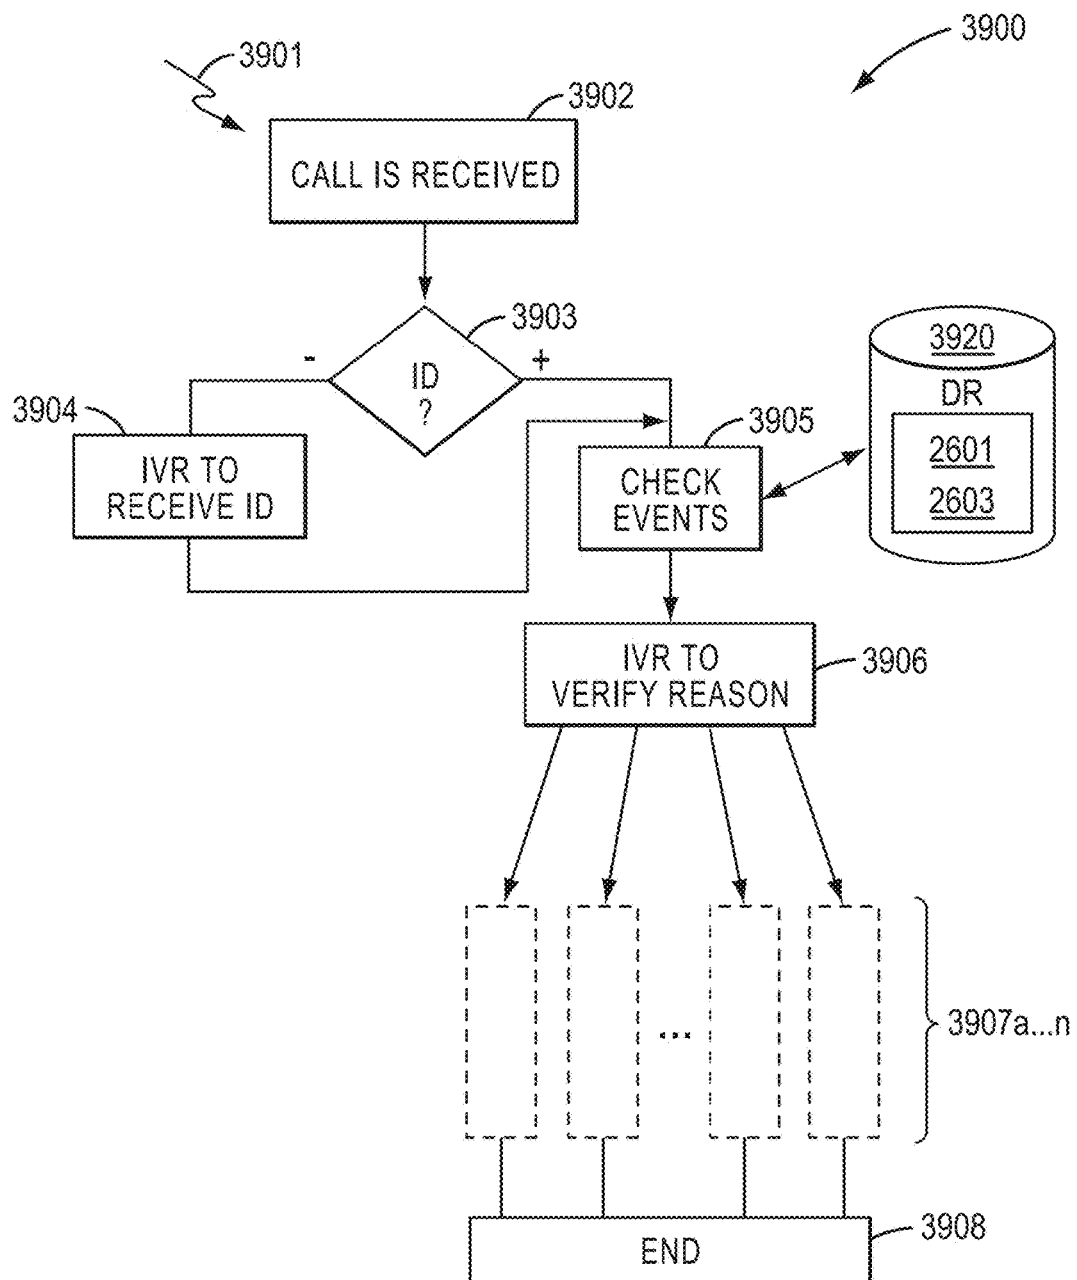 3900
3901
3902
CALL IS RECEIVED
3903
-
+
ID
?
3920
DR
2601
2603
3904
IVR TO
RECEIVE ID
3905
CHECK
EVENTS
IVR TO
VERIFY REASON
3906
...
3907a...n
3908
END